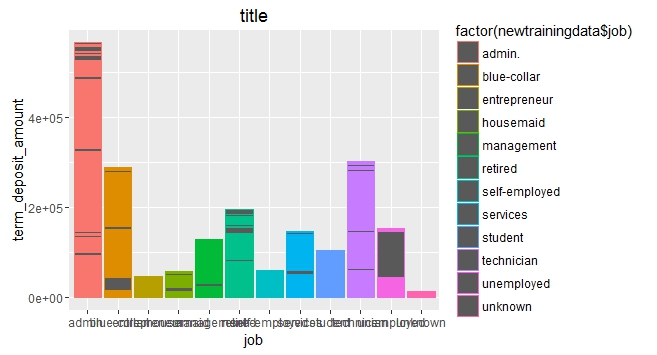 title
factor(newtrainingdata$job)
admin.
blue-collar
entrepreneur
housemaid
management
retired
self-employed
services
student
technician
unemployed
unknown
term_deposit_amount
4e+05
2e+05
0e+00
job